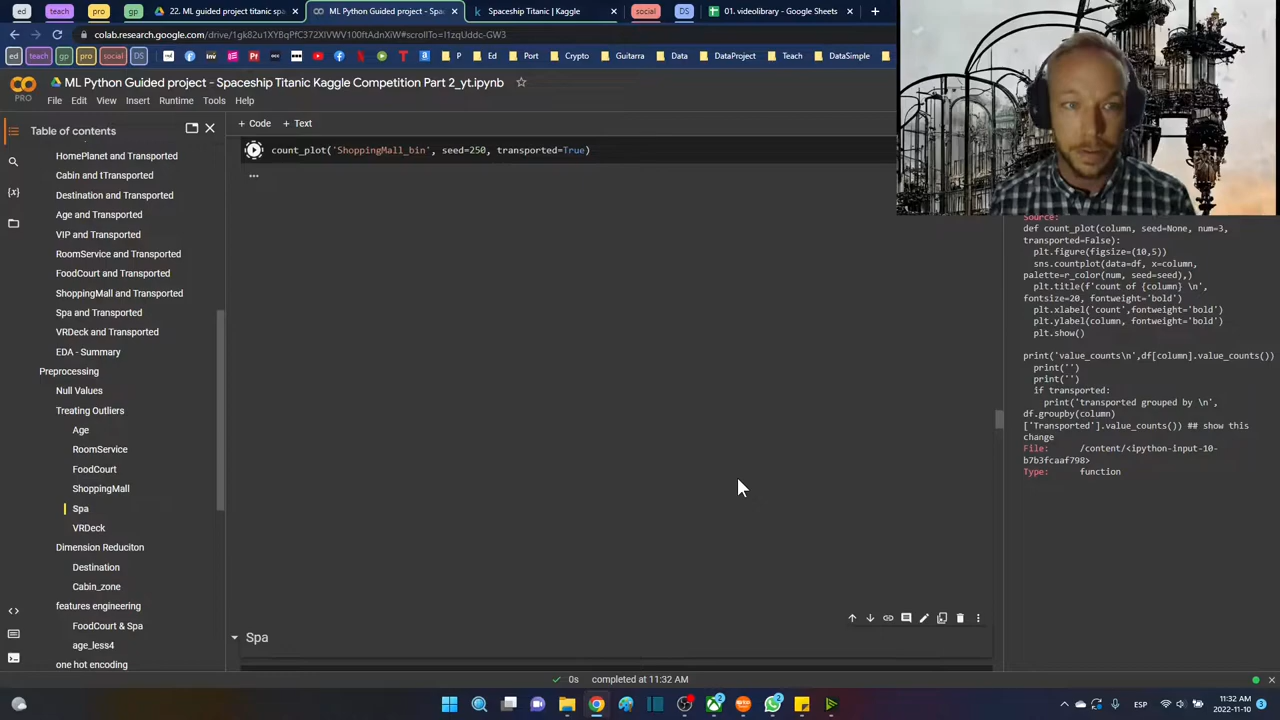 ed
teach
pro
22. ML guided project titanic spa
ML Python Guided project - Spa
Spaceship Titanic | Kaggle
social
DS
01. videolibrary - Google Sheets
colab.research.google.com/drive/1gk82u1XYBqPfC372XIVWV100ftAdnXiW#scrollTo=I1zqUddc-GW3
ed
teach
gp
pro
social
DS
P
Ed
Port
Crypto
Guitarra
Data
DataProject
Teach
DataSimple
ML Python Guided project - Spaceship Titanic Kaggle Competition Part 2_yt.ipynb
PRO
File Edit View Insert Runtime Tools Help
Table of contents
+ Code + Text
HomePlanet and Transported
Cabin and tTransported
Destination and Transported
Age and Transported
VIP and Transported
RoomService and Transported
FoodCourt and Transported
ShoppingMall and Transported
Spa and Transported
VRDeck and Transported
EDA - Summary
Preprocessing
Null Values
Treating Outliers
Age
RoomService
FoodCourt
ShoppingMall
Spa
VRDeck
Dimension Reduciton
Destination
Cabin_zone
features engineering
FoodCourt & Spa
age_less4
one hot encoding
count_plot('ShoppingMall_bin', seed=250, transported=True)
...
Spa
Source:
def count_plot(column, seed=None, num=3,
transported=False):
plt.figure(figsize=(10,5))
sns.countplot(data=df, x=column,
palette=r_color(num, seed=seed),)
plt.title(f'count of {column} \n',
fontsize=20, fontweight='bold')
plt.xlabel('count',fontweight='bold')
plt.ylabel(column, fontweight='bold')
plt.show()
print('value_counts\n',df[column].value_counts())
print('')
print('')
if transported:
print('transported grouped by \n',
df.groupby(column)
['Transported'].value_counts()) ## show this
change
File: /content/<ipython-input-10-
b7b3fcaaf798>
Type: function
0s completed at 11:32 AM
ESP
11:32 AM
2022-11-10